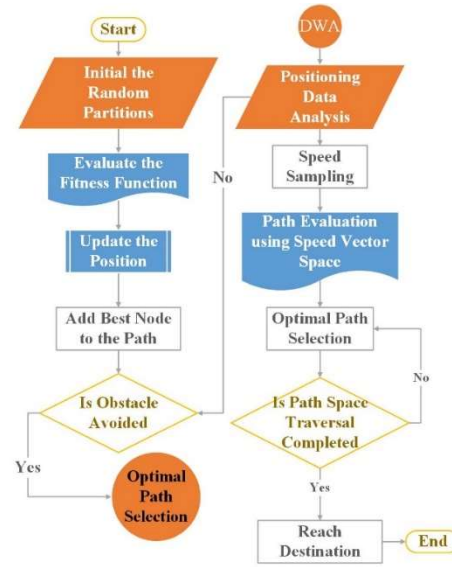 Start
Initial the
Random
Partitions
Evaluate the
Fitness Function
Update the
Position
Add Best Node
to the Path
Is Obstacle
Avoided
Yes
Optimal
Path
Selection
No
DWA
Positioning
Data
Analysis
Speed
Sampling
Path Evaluation
using Speed Vector
Space
Optimal Path
Selection
No
Is Path Space
Traversal
Completed
Yes
Reach
Destination
End